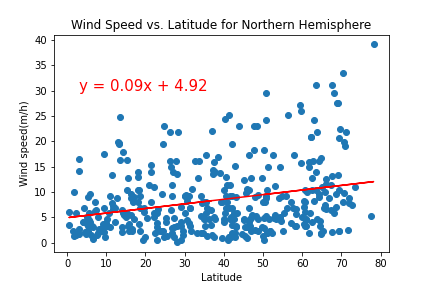 Wind Speed vs. Latitude for Northern Hemisphere
y = 0.09x + 4.92
Wind speed(m/h)
40
35
30
25
20
15
10
5
0
0 10 20 30 40 50 60 70 80
Latitude